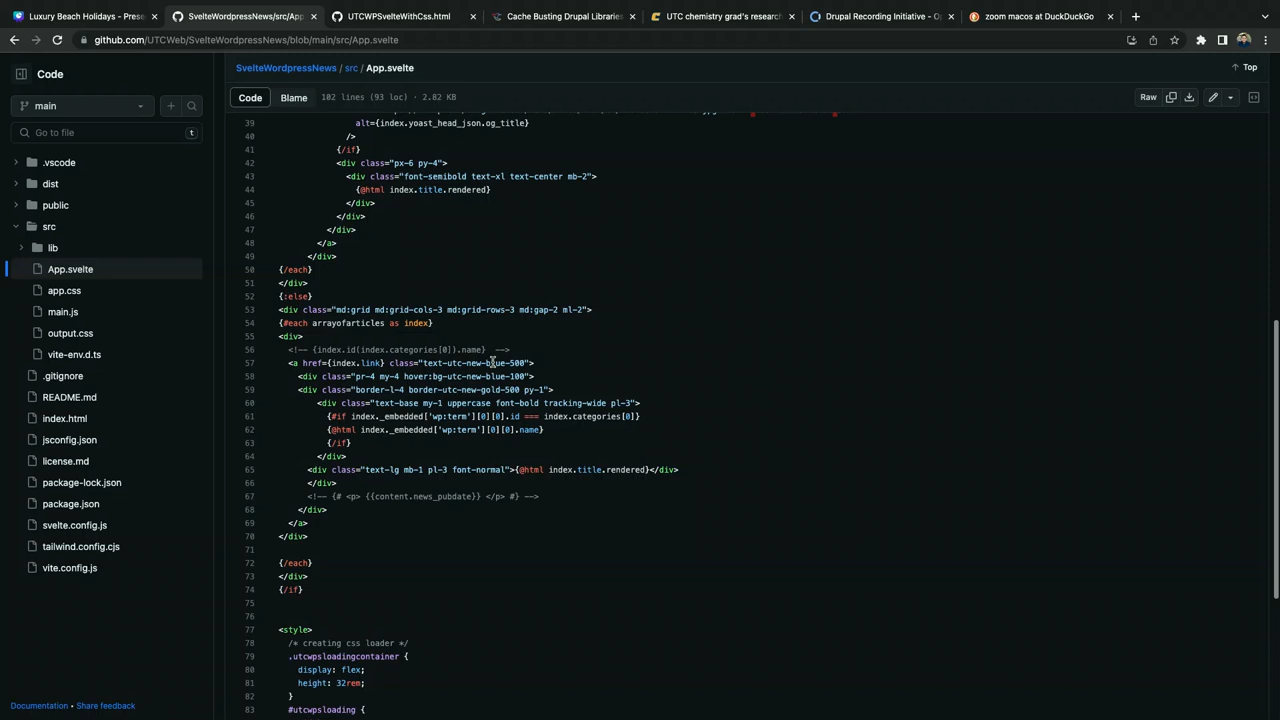 Luxury Beach Holidays - Prese
SvelteWordpressNews/src/App
UTCWPSvelteWithCss.html
Cache Busting Drupal Libraries
UTC chemistry grad's research
Drupal Recording Initiative - Op
zoom macos at DuckDuckGo
github.com/UTCWeb/SvelteWordpressNews/blob/main/src/App.svelte
Code
main
Go to file
t
.vscode
dist
public
src
lib
App.svelte
app.css
main.js
output.css
vite-env.d.ts
.gitignore
README.md
index.html
jsconfig.json
license.md
package-lock.json
package.json
svelte.config.js
tailwind.config.cjs
vite.config.js
Documentation • Share feedback
SvelteWordpressNews / src / App.svelte
Top
Code Blame 102 lines (93 loc) · 2.82 KB
Raw
39 alt={index.yoast_head_json.og_title}
40 />
41 {/if}
42 <div class="px-6 py-4">
43 <div class="font-semibold text-xl text-center mb-2">
44 {@html index.title.rendered}
45 </div>
46 </div>
47 </div>
48 </a>
49 </div>
50 {/each}
51 </div>
52 {:else}
53 <div class="md:grid md:grid-cols-3 md:grid-rows-3 md:gap-2 ml-2">
54 {#each arrayofarticles as index}
55 <div>
56 <!-- {index.id(index.categories[0]).name} -->
57 <a href={index.link} class="text-utc-new-blue-500">
58 <div class="pr-4 my-4 hover:bg-utc-new-blue-100">
59 <div class="border-l-4 border-utc-new-gold-500 py-1">
60 <div class="text-base my-1 uppercase font-bold tracking-wide pl-3">
61 {#if index._embedded['wp:term'][0][0].id === index.categories[0]}
62 {@html index._embedded['wp:term'][0][0].name}
63 {/if}
64 </div>
65 <div class="text-lg mb-1 pl-3 font-normal">{@html index.title.rendered}</div>
66 </div>
67 <!-- {# <p> {{content.news_pubdate}} </p> #} -->
68 </div>
69 </a>
70 </div>
71
72 {/each}
73 </div>
74 {/if}
75
76
77 <style>
78 /* creating css loader */
79 .utcwpsloadingcontainer {
80 display: flex;
81 height: 32rem;
82 }
83 #utcwpsloading {